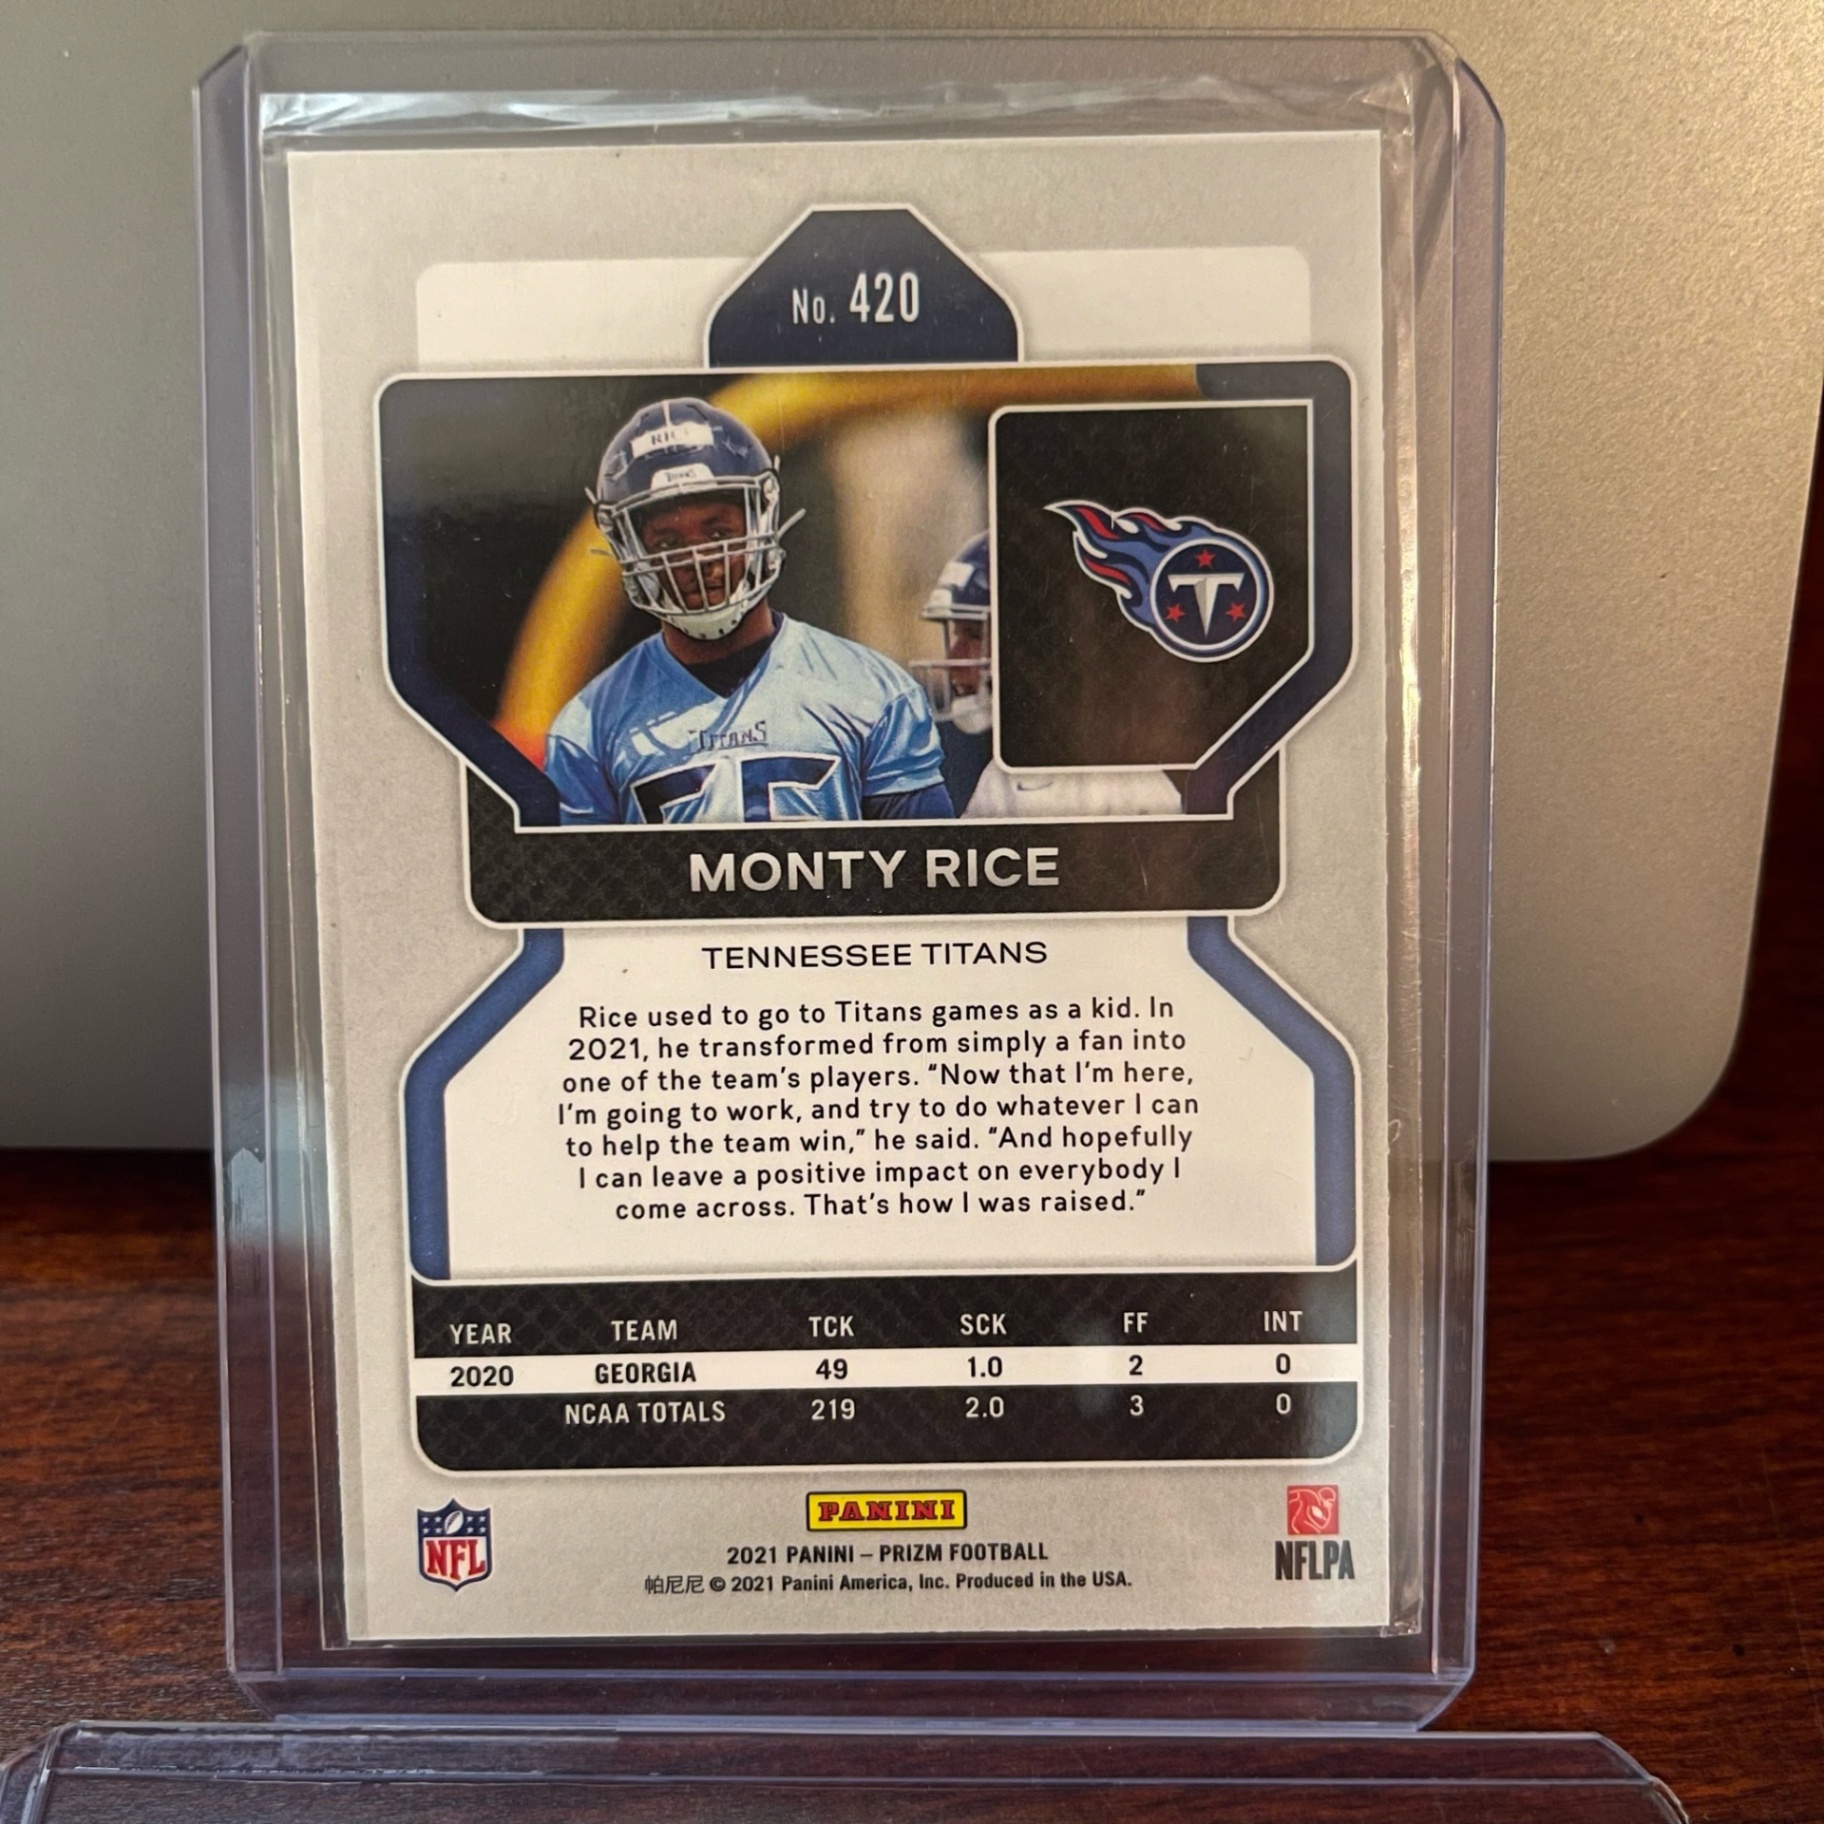 No. 420
TITANS
MONTY RICE
TENNESSEE TITANS
Rice used to go to Titans games as a kid. In
2021, he transformed from simply a fan into
one of the team's players. “Now that I'm here,
I'm going to work, and try to do whatever I can
to help the team win,” he said. “And hopefully
I can leave a positive impact on everybody I
come across. That's how I was raised.”
YEAR TEAM TCK SCK FF INT
2020 GEORGIA 49 1.0 2 0
NCAA TOTALS 219 2.0 3 0
NFL
PANINI
NFLPA
2021 PANINI – PRIZM FOOTBALL
帕尼尼 © 2021 Panini America, Inc. Produced in the USA.